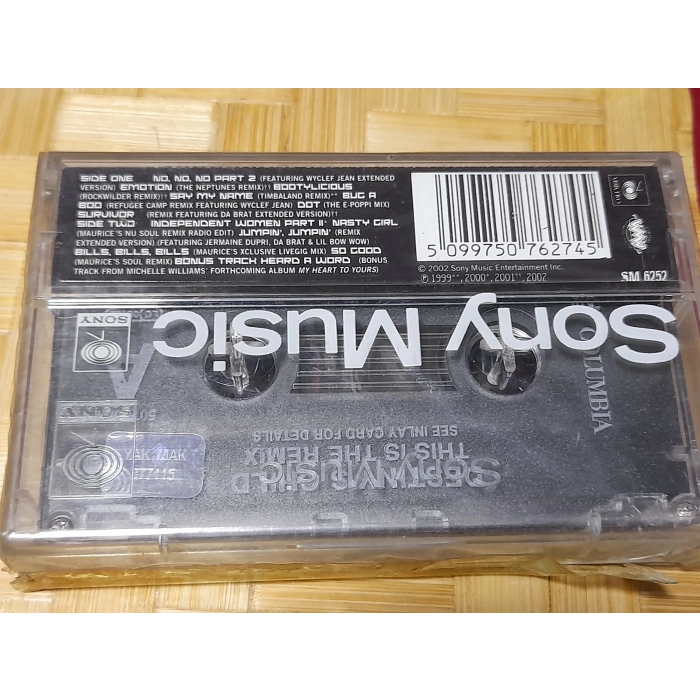 SIDE ONE NO, NO, NO PART 2 (FEATURING WYCLEF JEAN EXTENDED
VERSION) EMOTION (THE NEPTUNES REMIX)†† BOOTYLICIOUS
(ROCKWILDER REMIX)†† SAY MY NAME (TIMBALAND REMIX)** BUG A
BOO (REFUGEE CAMP REMIX FEATURING WYCLEF JEAN) DOT (THE E-POPPI MIX)
SURVIVOR (REMIX FEATURING DA BRAT EXTENDED VERSION)††
SIDE TWO INDEPENDENT WOMEN PART II* NASTY GIRL
(MAURICE'S NU SOUL REMIX RADIO EDIT) JUMPIN', JUMPIN' (REMIX
EXTENDED VERSION) (FEATURING JERMAINE DUPRI, DA BRAT & LIL BOW WOW)
BILLS, BILLS, BILLS (MAURICE'S XCLUSIVE LIVEGIG MIX) SO GOOD
(MAURICE'S SOUL REMIX) BONUS TRACK HEARD A WORD (BONUS
TRACK FROM MICHELLE WILLIAMS' FORTHCOMING ALBUM MY HEART TO YOURS)
5 099750 762745
© 2002 Sony Music Entertainment Inc.
℗ 1999**, 2000*, 2001††, 2002
SM 6252
Sony Music
SONY
COLUMBIA
SONY
SEE INLAY CARD FOR DETAILS
THIS IS THE REMIX
Sony Music
377115